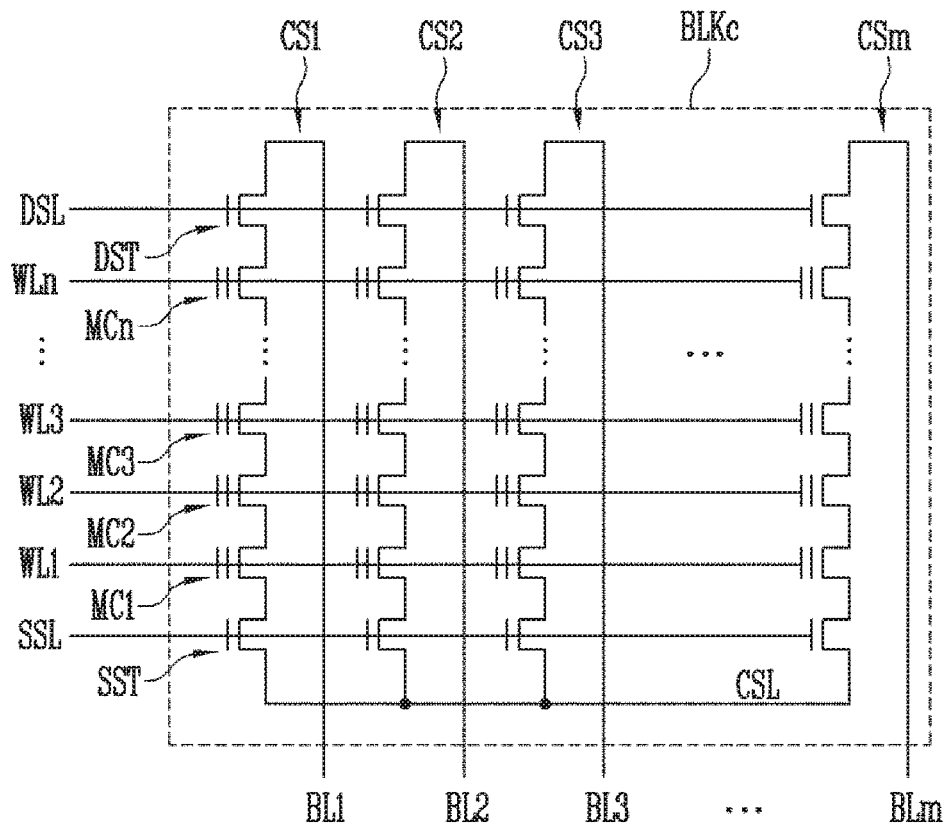 CS1 CS2 CS3 BLKc CSm
DSL
DST
WLn
MCn
⋮ ⋮ ⋮ ⋮ ... ⋮
WL3
MC3
WL2
MC2
WL1
MC1
SSL
SST
CSL
BL1 BL2 BL3 ... BLm